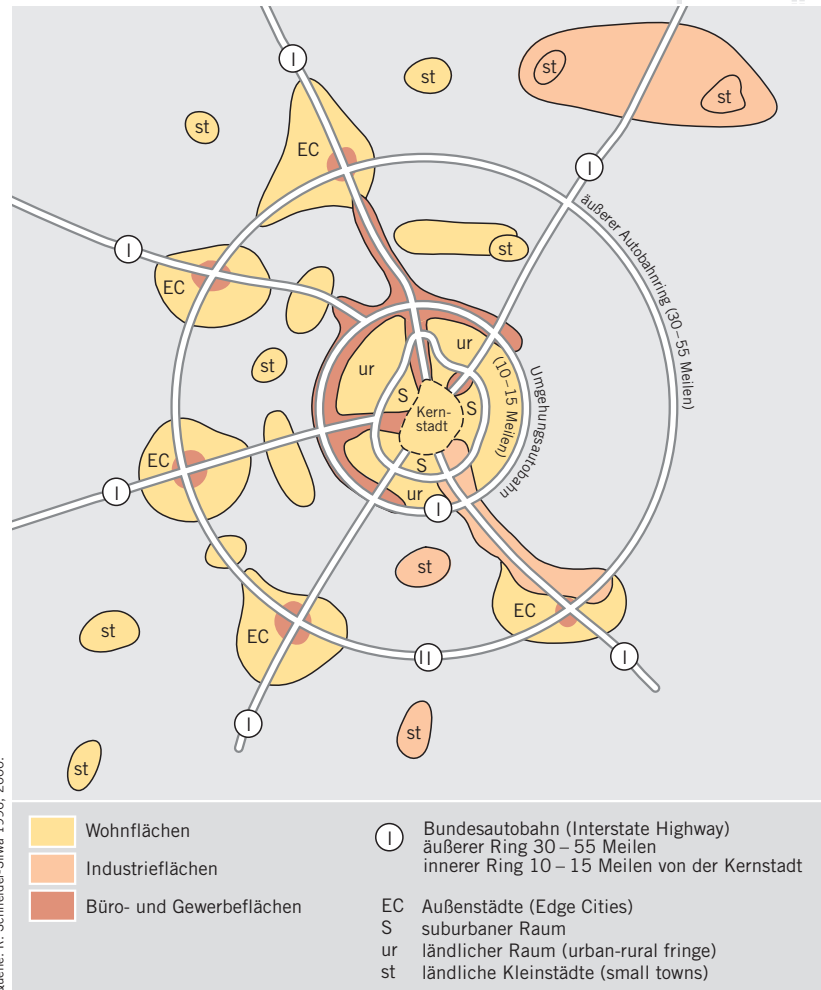 I
st
st
st
st
EC
I
äußerer Autobahnring (30–55 Meilen)
I
st
EC
ur
ur
(10–15 Meilen)
Umgehungsautobahn
st
S
Kern-
stadt
S
EC
S
ur
I
I
st
EC
st
EC
II
I
I
st
st
Wohnflächen
Industrieflächen
Büro- und Gewerbeflächen
I
Bundesautobahn (Interstate Highway)
äußerer Ring 30 – 55 Meilen
innerer Ring 10 – 15 Meilen von der Kernstadt
EC Außenstädte (Edge Cities)
S suburbaner Raum
ur ländlicher Raum (urban-rural fringe)
st ländliche Kleinstädte (small towns)